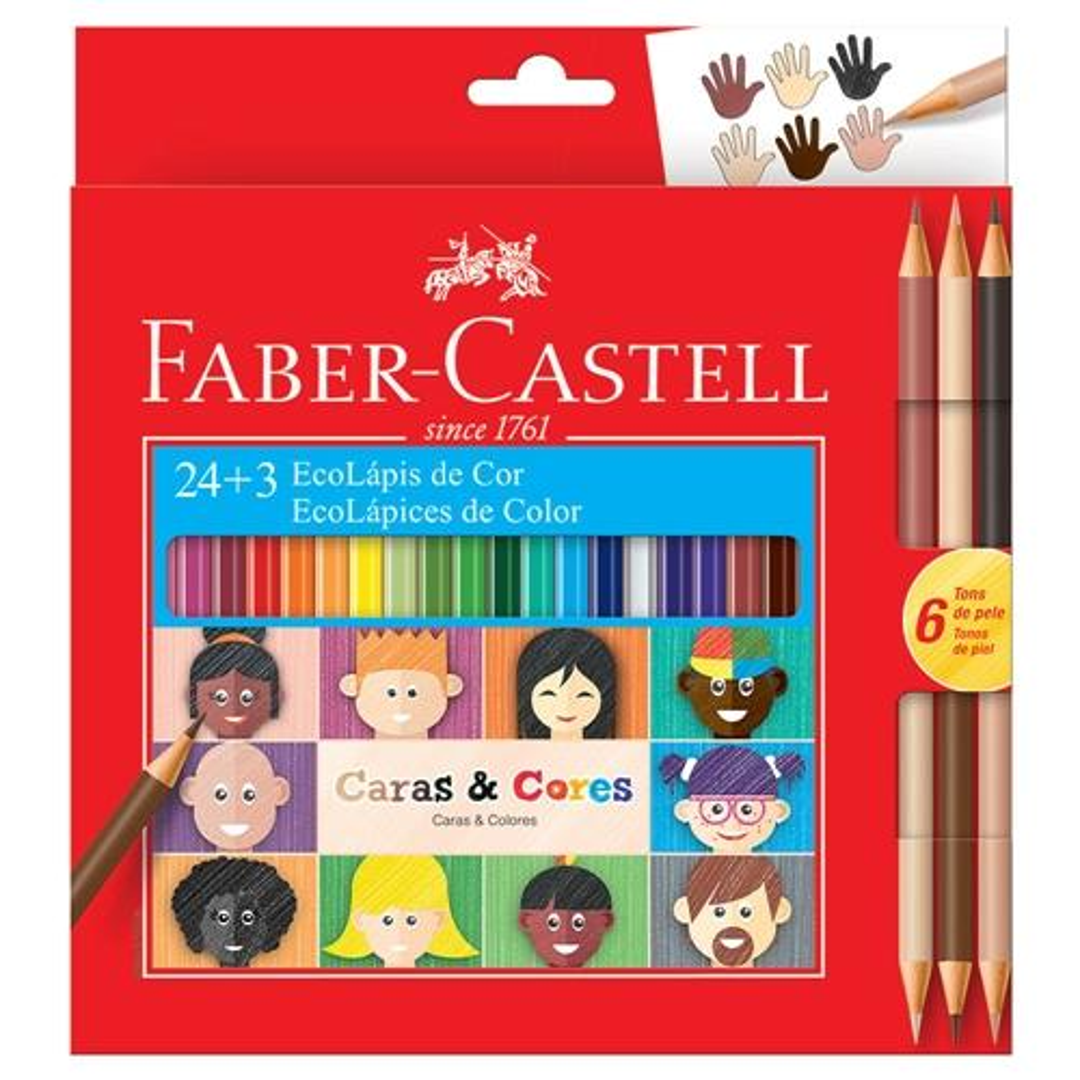 FABER-CASTELL
since 1761
24+3 EcoLápis de Cor
EcoLápices de Color
6 Tons
de pele
Tonos
de piel
Caras & Cores
Caras & Colores